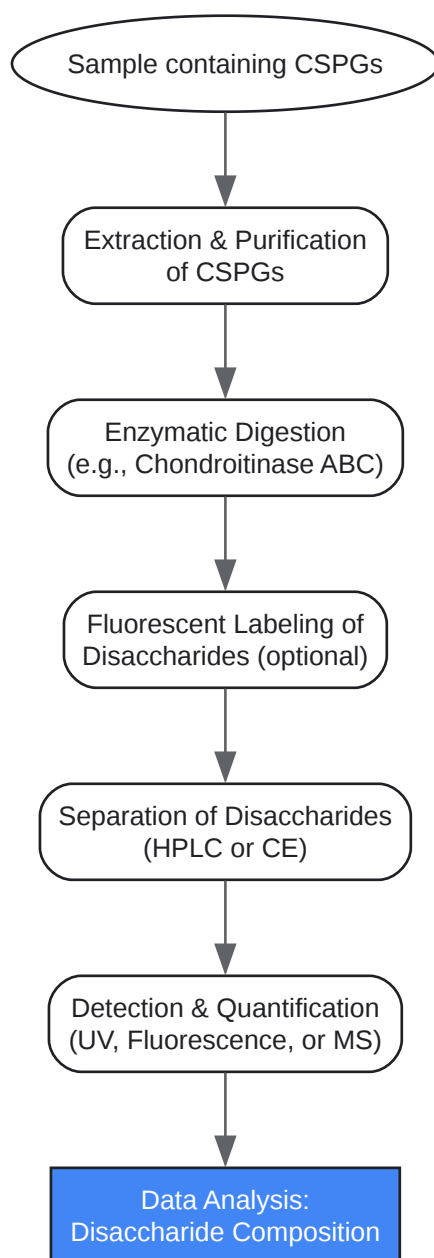 Sample containing CSPGs
Extraction & Purification
of CSPGs
Enzymatic Digestion
(e.g., Chondroitinase ABC)
Fluorescent Labeling of
Disaccharides (optional)
Separation of Disaccharides
(HPLC or CE)
Detection & Quantification
(UV, Fluorescence, or MS)
Data Analysis:
Disaccharide Composition